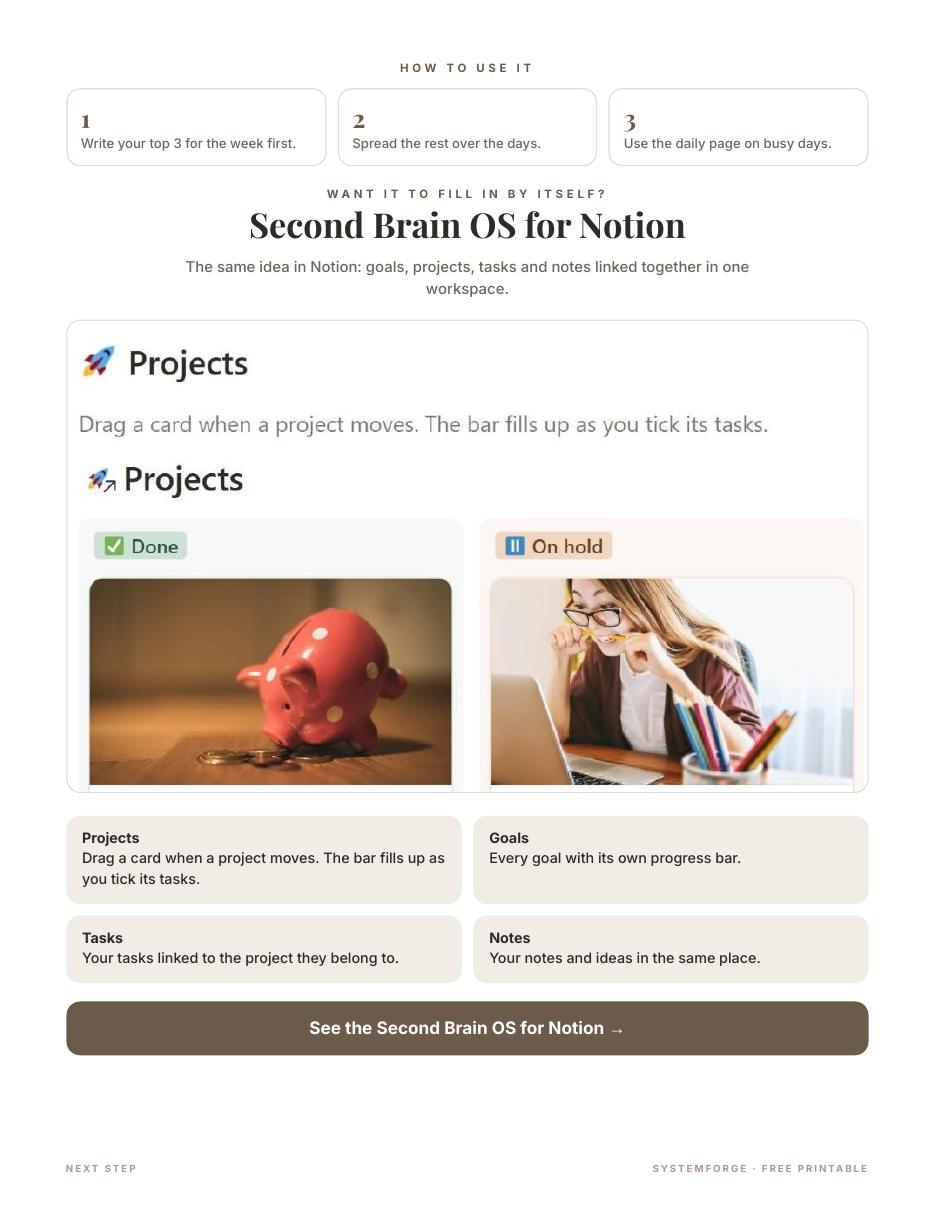 HOW TO USE IT
1
Write your top 3 for the week first.
2
Spread the rest over the days.
3
Use the daily page on busy days.
WANT IT TO FILL IN BY ITSELF?
Second Brain OS for Notion
The same idea in Notion: goals, projects, tasks and notes linked together in one
workspace.
Projects
Drag a card when a project moves. The bar fills up as you tick its tasks.
Projects
Done
On hold
Projects
Drag a card when a project moves. The bar fills up as
you tick its tasks.
Goals
Every goal with its own progress bar.
Tasks
Your tasks linked to the project they belong to.
Notes
Your notes and ideas in the same place.
See the Second Brain OS for Notion →
NEXT STEP
SYSTEMFORGE · FREE PRINTABLE